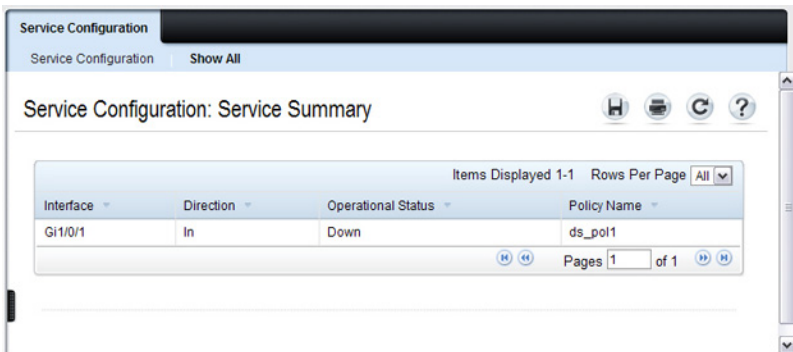 Service Configuration
Service Configuration Show All
Service Configuration: Service Summary
Items Displayed 1-1 Rows Per Page All
Interface Direction Operational Status Policy Name
Gi1/0/1 In Down ds_pol1
Pages 1 of 1